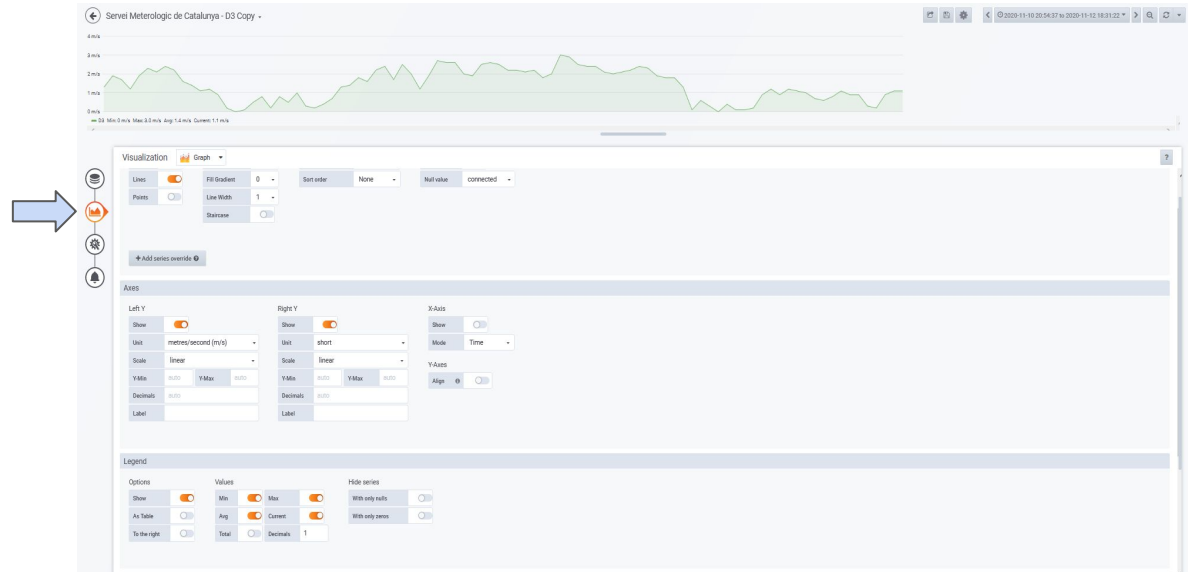 Servei Meterologic de Catalunya - D3 Copy
2020-11-10 20:54:37 to 2020-11-12 18:31:22
4 m/s
3 m/s
2 m/s
1 m/s
0 m/s
D3 Min: 0 m/s Max: 3.0 m/s Avg: 1.4 m/s Current: 1.1 m/s
Visualization Graph ?
Lines Fill Gradient 0 Sort order None Null value connected
Points Line Width 1
Staircase
+ Add series override
Axes
Left Y Right Y X-Axis
Show Show Show
Unit metres/second (m/s) Unit short Mode Time
Scale linear Scale linear
Y-Axes
Y-Min auto Y-Max auto Y-Min auto Y-Max auto
Align
Decimals auto Decimals auto
Label Label
Legend
Options Values Hide series
Show Min Max With only nulls
As Table Avg Current With only zeros
To the right Total Decimals 1